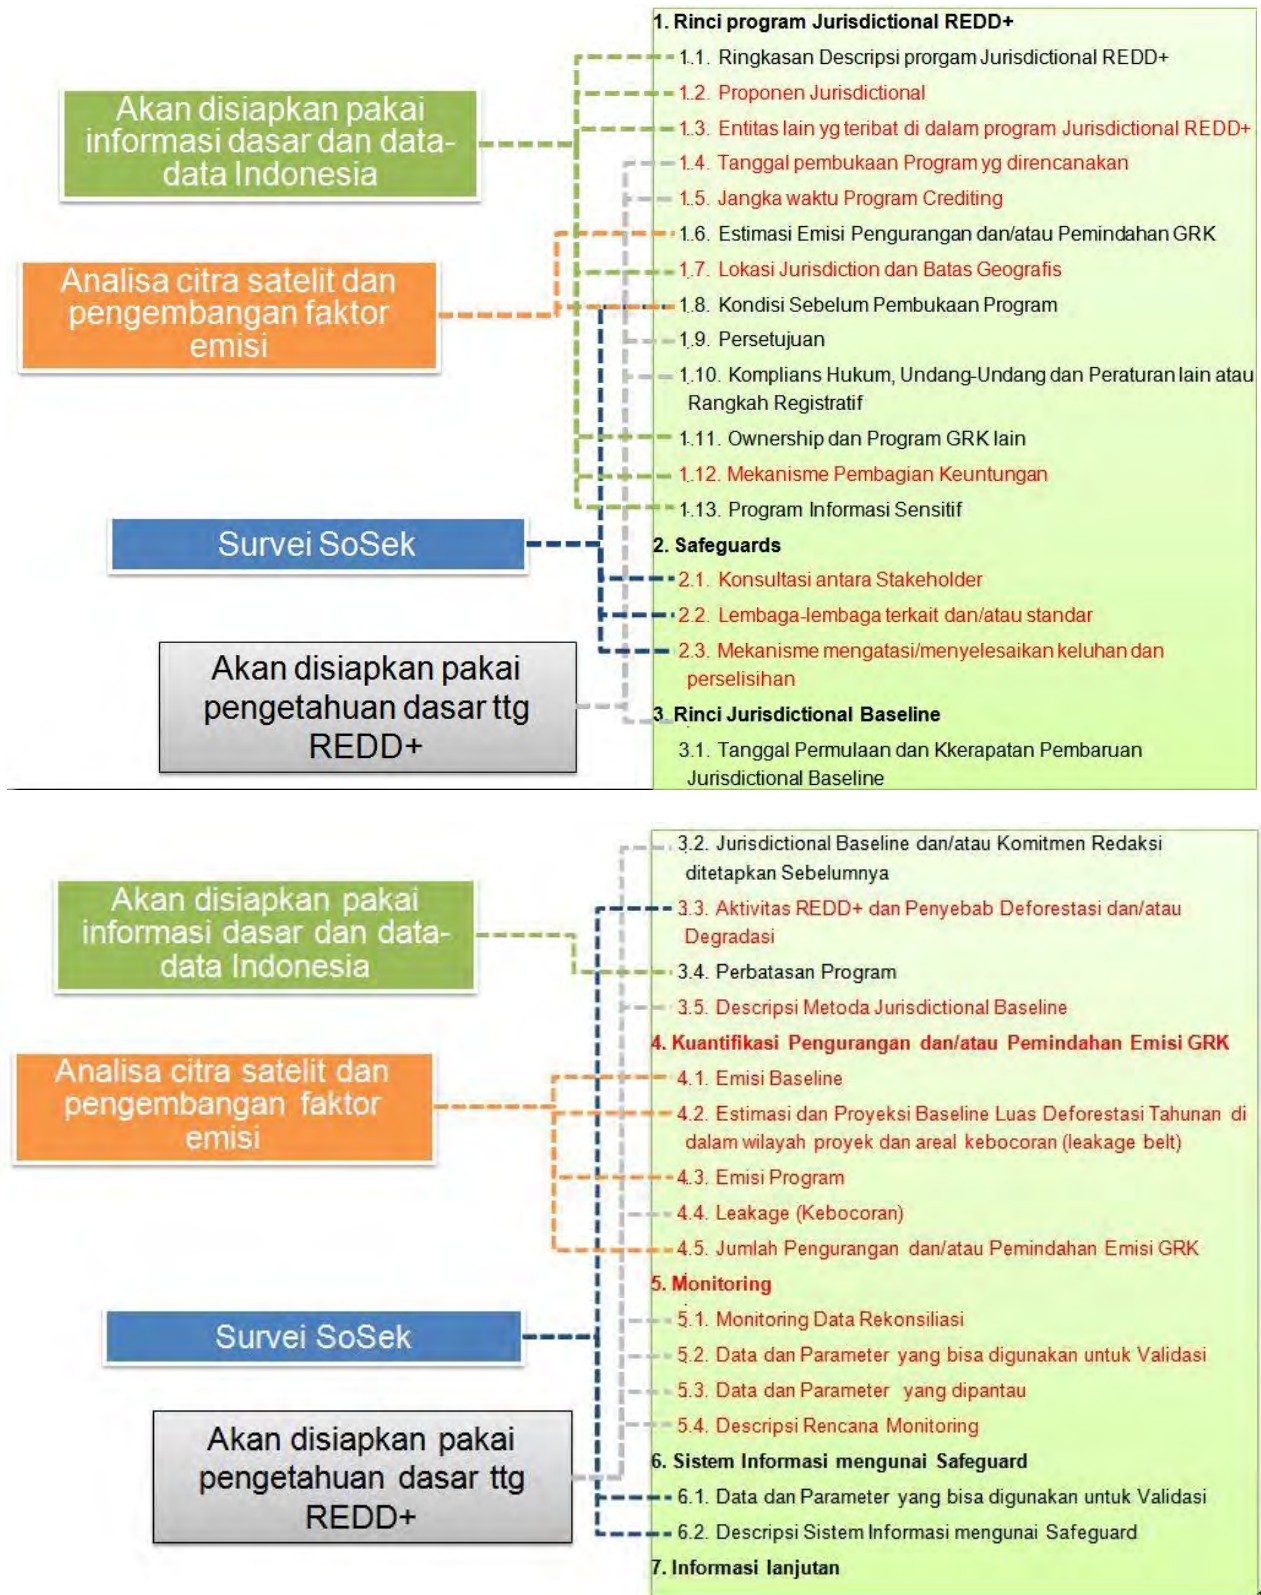 1. Rinci program Jurisdictional REDD+
1.1. Ringkasan Descripsi prorgam Jurisdictional REDD+
1.2. Proponen Jurisdictional
1.3. Entitas lain yg teribat di dalam program Jurisdictional REDD+
1.4. Tanggal pembukaan Program yg direncanakan
1.5. Jangka waktu Program Crediting
1.6. Estimasi Emisi Pengurangan dan/atau Pemindahan GRK
1.7. Lokasi Jurisdiction dan Batas Geografis
1.8. Kondisi Sebelum Pembukaan Program
1.9. Persetujuan
1.10. Komplians Hukum, Undang-Undang dan Peraturan lain atau
Rangkah Registratif
1.11. Ownership dan Program GRK lain
1.12. Mekanisme Pembagian Keuntungan
1.13. Program Informasi Sensitif
2. Safeguards
2.1. Konsultasi antara Stakeholder
2.2. Lembaga-lembaga terkait dan/atau standar
2.3. Mekanisme mengatasi/menyelesaikan keluhan dan
perselisihan
3. Rinci Jurisdictional Baseline
3.1. Tanggal Permulaan dan Kkerapatan Pembaruan
Jurisdictional Baseline
Akan disiapkan pakai
informasi dasar dan data-
data Indonesia
Analisa citra satelit dan
pengembangan faktor
emisi
Survei SoSek
Akan disiapkan pakai
pengetahuan dasar ttg
REDD+
3.2. Jurisdictional Baseline dan/atau Komitmen Redaksi
ditetapkan Sebelumnya
3.3. Aktivitas REDD+ dan Penyebab Deforestasi dan/atau
Degradasi
3.4. Perbatasan Program
3.5. Descripsi Metoda Jurisdictional Baseline
4. Kuantifikasi Pengurangan dan/atau Pemindahan Emisi GRK
4.1. Emisi Baseline
4.2. Estimasi dan Proyeksi Baseline Luas Deforestasi Tahunan di
dalam wilayah proyek dan areal kebocoran (leakage belt)
4.3. Emisi Program
4.4. Leakage (Kebocoran)
4.5. Jumlah Pengurangan dan/atau Pemindahan Emisi GRK
5. Monitoring
5.1. Monitoring Data Rekonsiliasi
5.2. Data dan Parameter yang bisa digunakan untuk Validasi
5.3. Data dan Parameter yang dipantau
5.4. Descripsi Rencana Monitoring
6. Sistem Informasi mengunai Safeguard
6.1. Data dan Parameter yang bisa digunakan untuk Validasi
6.2. Descripsi Sistem Informasi mengunai Safeguard
7. Informasi lanjutan
Akan disiapkan pakai
informasi dasar dan data-
data Indonesia
Analisa citra satelit dan
pengembangan faktor
emisi
Survei SoSek
Akan disiapkan pakai
pengetahuan dasar ttg
REDD+